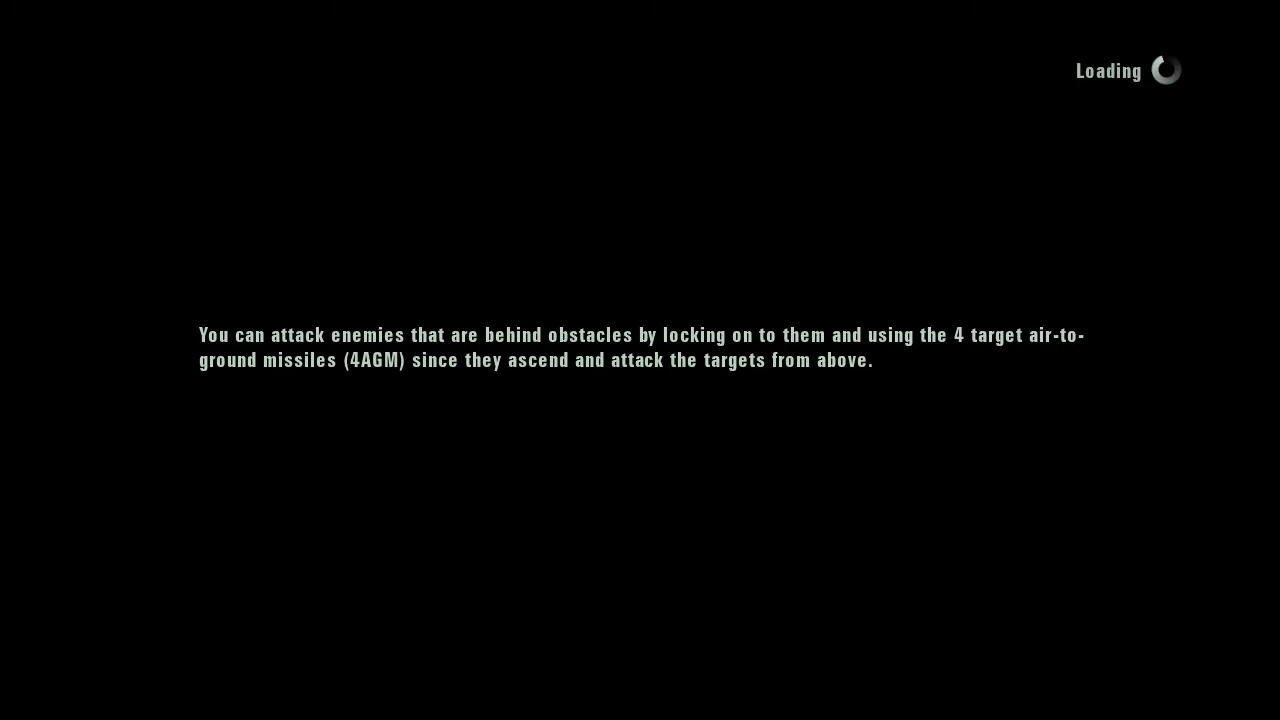 Loading
You can attack enemies that are behind obstacles by locking on to them and using the 4 target air-to-
ground missiles (4AGM) since they ascend and attack the targets from above.